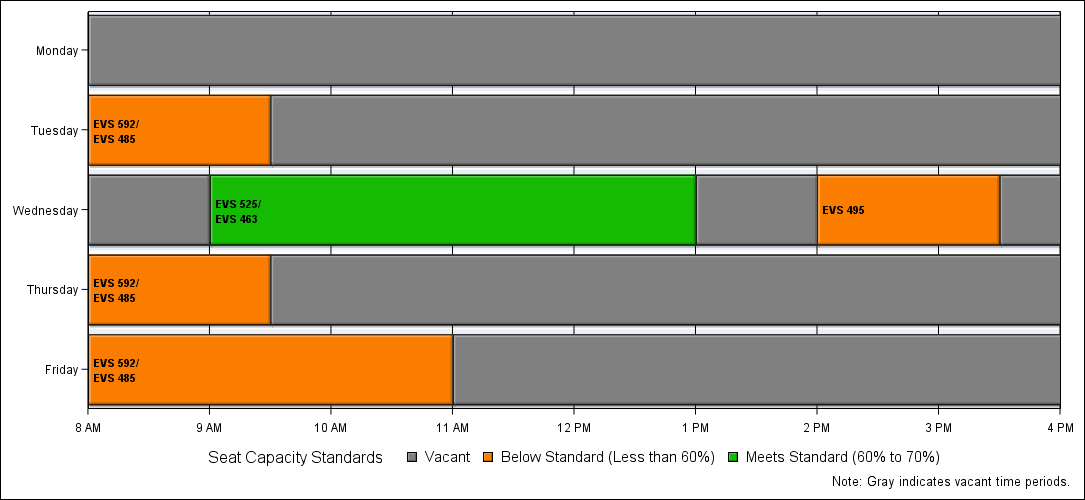 Monday
Tuesday
EVS 592/
EVS 485
Wednesday
EVS 525/
EVS 463
EVS 495
Thursday
EVS 592/
EVS 485
Friday
EVS 592/
EVS 485
8 AM 9 AM 10 AM 11 AM 12 PM 1 PM 2 PM 3 PM 4 PM
Seat Capacity Standards Vacant Below Standard (Less than 60%) Meets Standard (60% to 70%)
Note: Gray indicates vacant time periods.